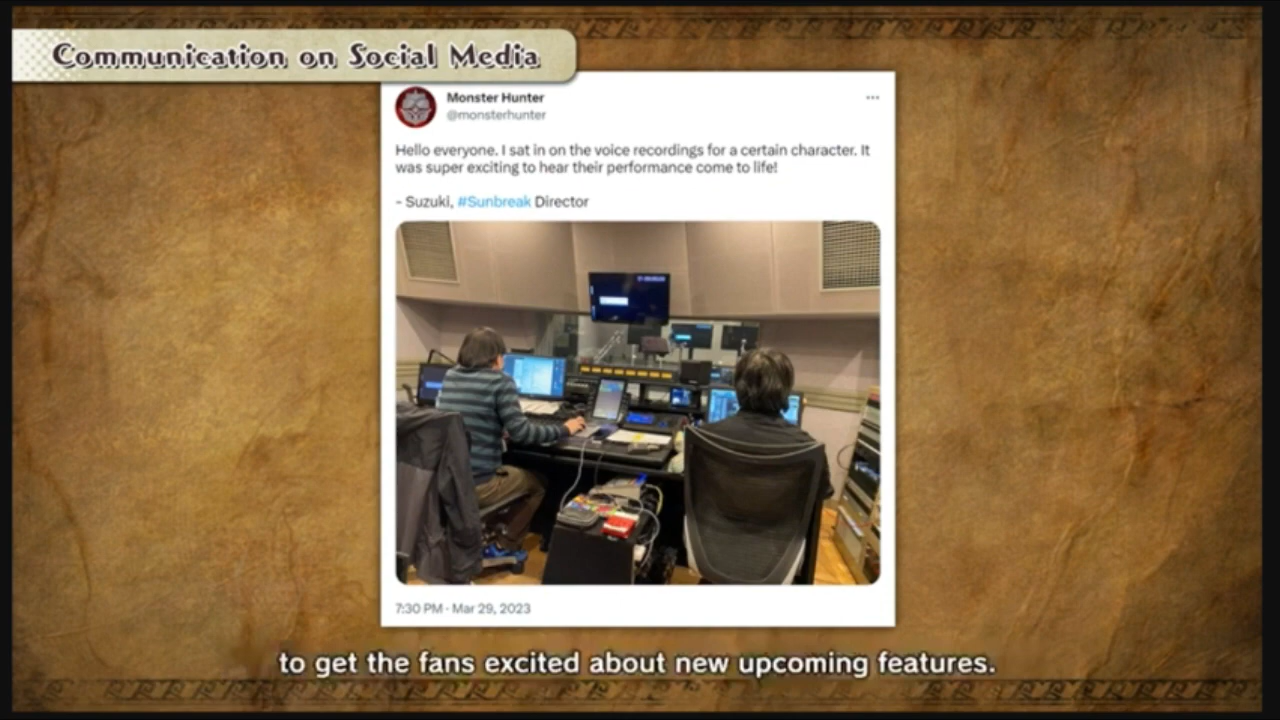 Communication on Social Media
Monster Hunter
@monsterhunter
Hello everyone. I sat in on the voice recordings for a certain character. It
was super exciting to hear their performance come to life!
- Suzuki, #Sunbreak Director
7:30 PM · Mar 29, 2023
to get the fans excited about new upcoming features.